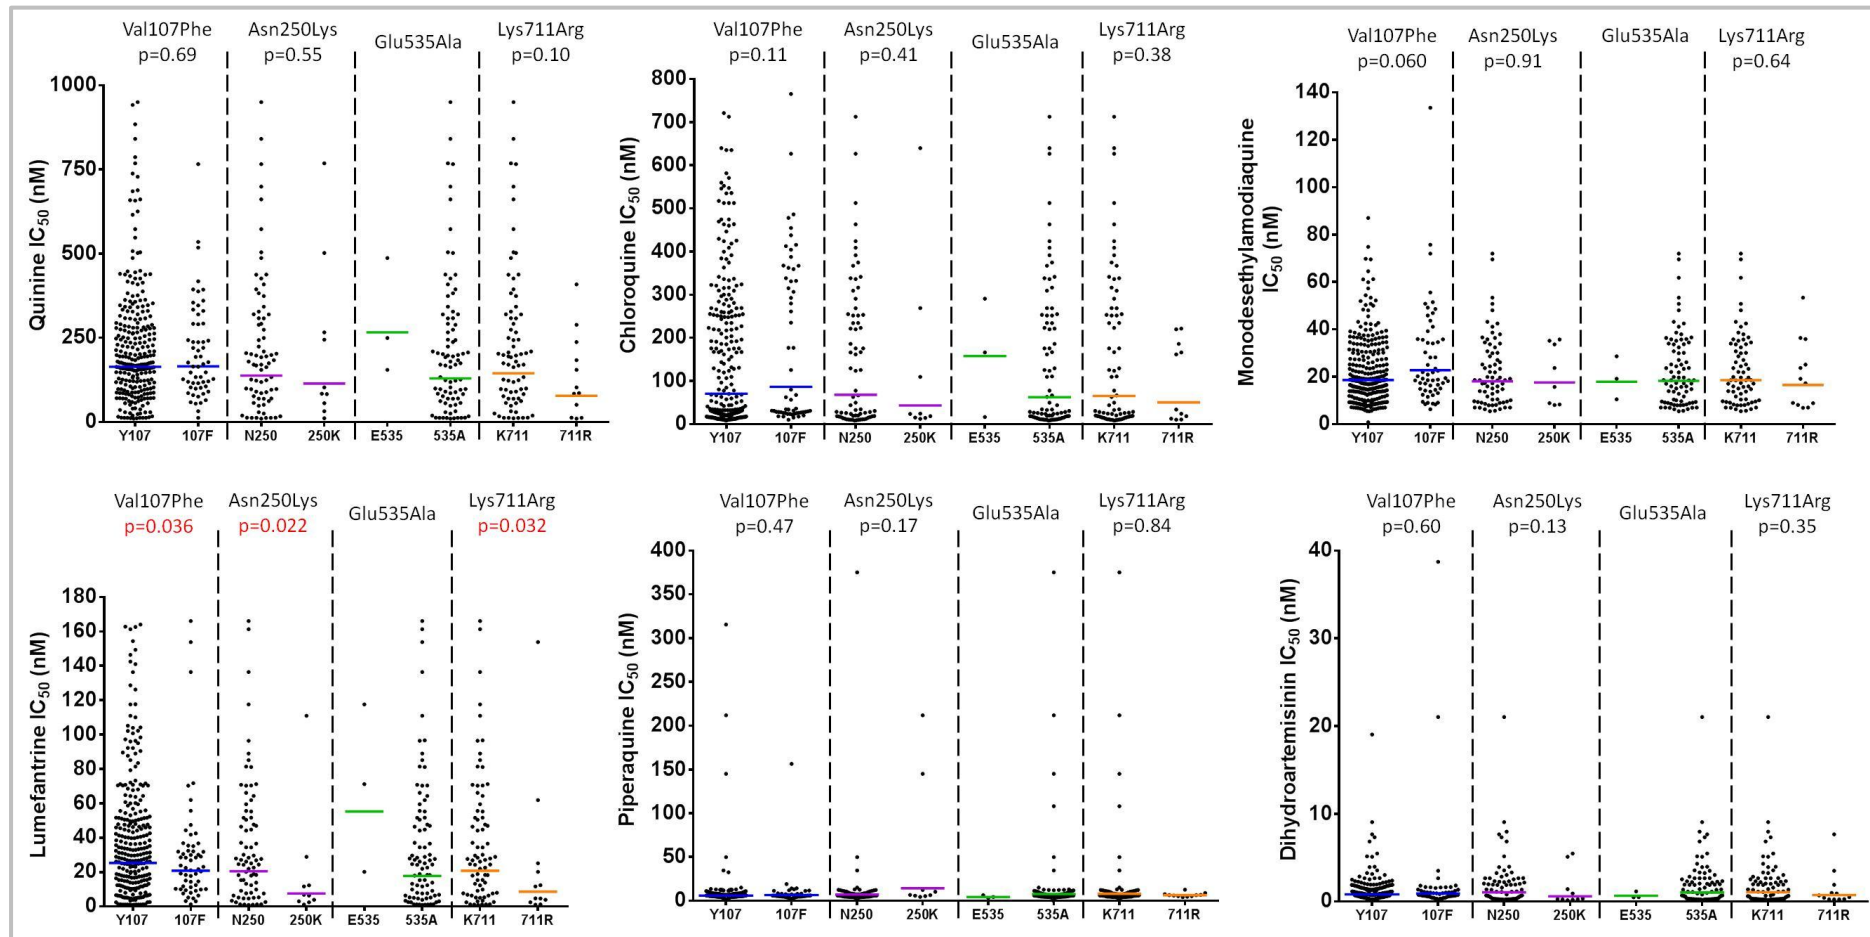 Val107Phe
p=0.69
Asn250Lys
p=0.55
Glu535Ala
Lys711Arg
p=0.10
Quinine IC50 (nM)
1000
750
500
250
0
Y107 107F N250 250K E535 535A K711 711R
Val107Phe
p=0.11
Asn250Lys
p=0.41
Glu535Ala
Lys711Arg
p=0.38
Chloroquine IC50 (nM)
800
700
600
500
400
300
200
100
0
Y107 107F N250 250K E535 535A K711 711R
Val107Phe
p=0.060
Asn250Lys
p=0.91
Glu535Ala
Lys711Arg
p=0.64
Monodesethylamodiaquine
IC50 (nM)
140
120
100
80
60
40
20
0
Y107 107F N250 250K E535 535A K711 711R
Val107Phe
p=0.036
Asn250Lys
p=0.022
Glu535Ala
Lys711Arg
p=0.032
Lumefantrine IC50 (nM)
180
160
140
120
100
80
60
40
20
0
Y107 107F N250 250K E535 535A K711 711R
Val107Phe
p=0.47
Asn250Lys
p=0.17
Glu535Ala
Lys711Arg
p=0.84
Piperaquine IC50 (nM)
400
350
300
250
200
150
100
50
0
Y107 107F N250 250K E535 535A K711 711R
Val107Phe
p=0.60
Asn250Lys
p=0.13
Glu535Ala
Lys711Arg
p=0.35
Dihydroartemisinin IC50 (nM)
40
30
20
10
0
Y107 107F N250 250K E535 535A K711 711R